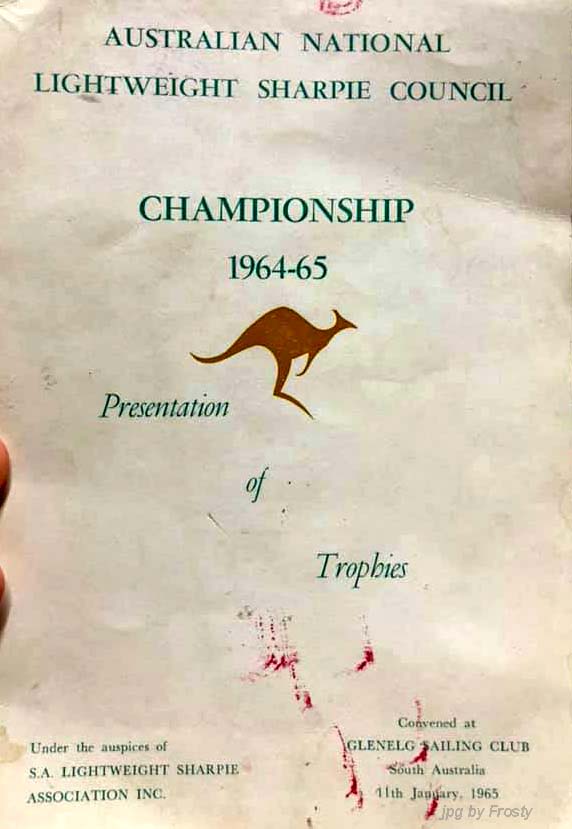 AUSTRALIAN NATIONAL
LIGHTWEIGHT SHARPIE COUNCIL
CHAMPIONSHIP
1964-65
Presentation
of
Trophies
Under the auspices of
S.A. LIGHTWEIGHT SHARPIE
ASSOCIATION INC.
Convened at
GLENELG SAILING CLUB
South Australia
11th January, 1965
jpg by Frosty